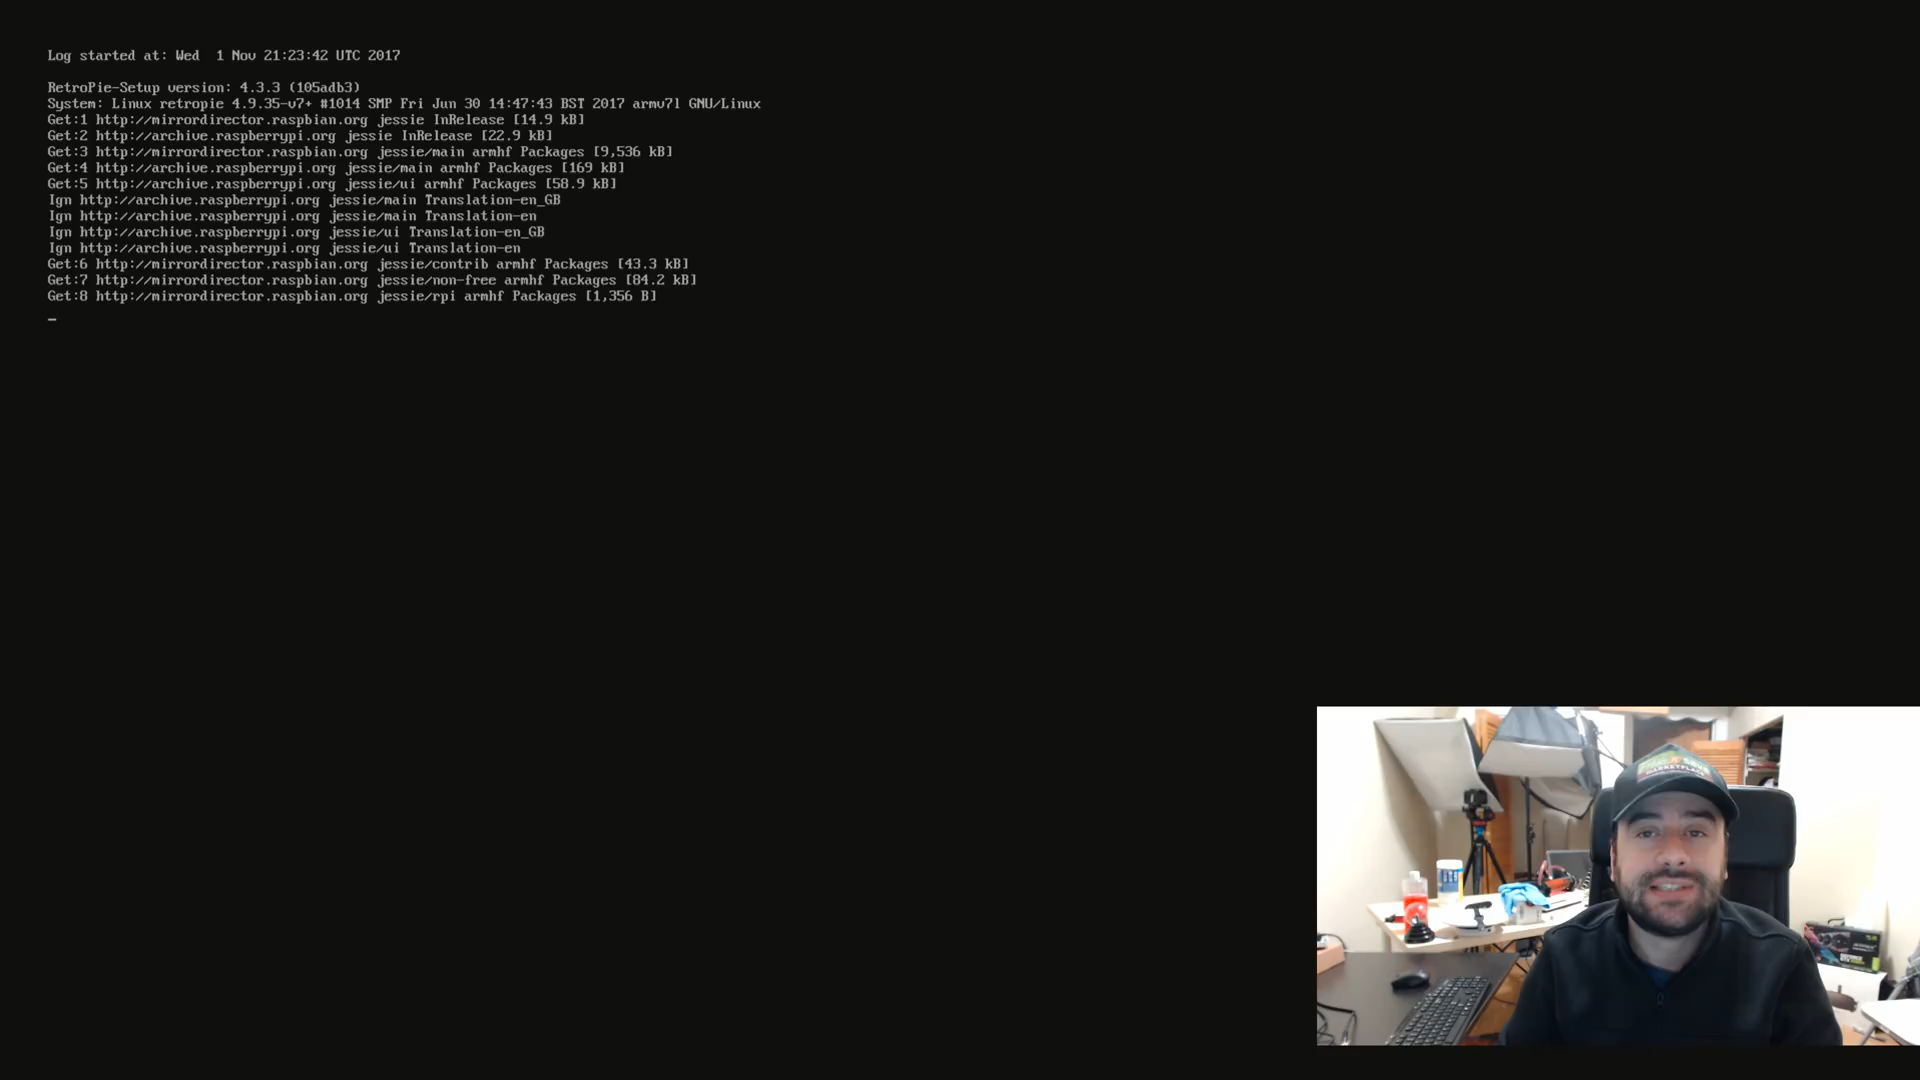 Log started at: Wed  1 Nov 21:23:42 UTC 2017
RetroPie-Setup version: 4.3.3 (105adb3)
System: Linux retropie 4.9.35-v7+ #1014 SMP Fri Jun 30 14:47:43 BST 2017 armv7l GNU/Linux
Get:1 http://mirrordirector.raspbian.org jessie InRelease [14.9 kB]
Get:2 http://archive.raspberrypi.org jessie InRelease [22.9 kB]
Get:3 http://mirrordirector.raspbian.org jessie/main armhf Packages [9,536 kB]
Get:4 http://archive.raspberrypi.org jessie/main armhf Packages [169 kB]
Get:5 http://archive.raspberrypi.org jessie/ui armhf Packages [58.9 kB]
Ign http://archive.raspberrypi.org jessie/main Translation-en_GB
Ign http://archive.raspberrypi.org jessie/main Translation-en
Ign http://archive.raspberrypi.org jessie/ui Translation-en_GB
Ign http://archive.raspberrypi.org jessie/ui Translation-en
Get:6 http://mirrordirector.raspbian.org jessie/contrib armhf Packages [43.3 kB]
Get:7 http://mirrordirector.raspbian.org jessie/non-free armhf Packages [84.2 kB]
Get:8 http://mirrordirector.raspbian.org jessie/rpi armhf Packages [1,356 B]
_
MARKETPLACE